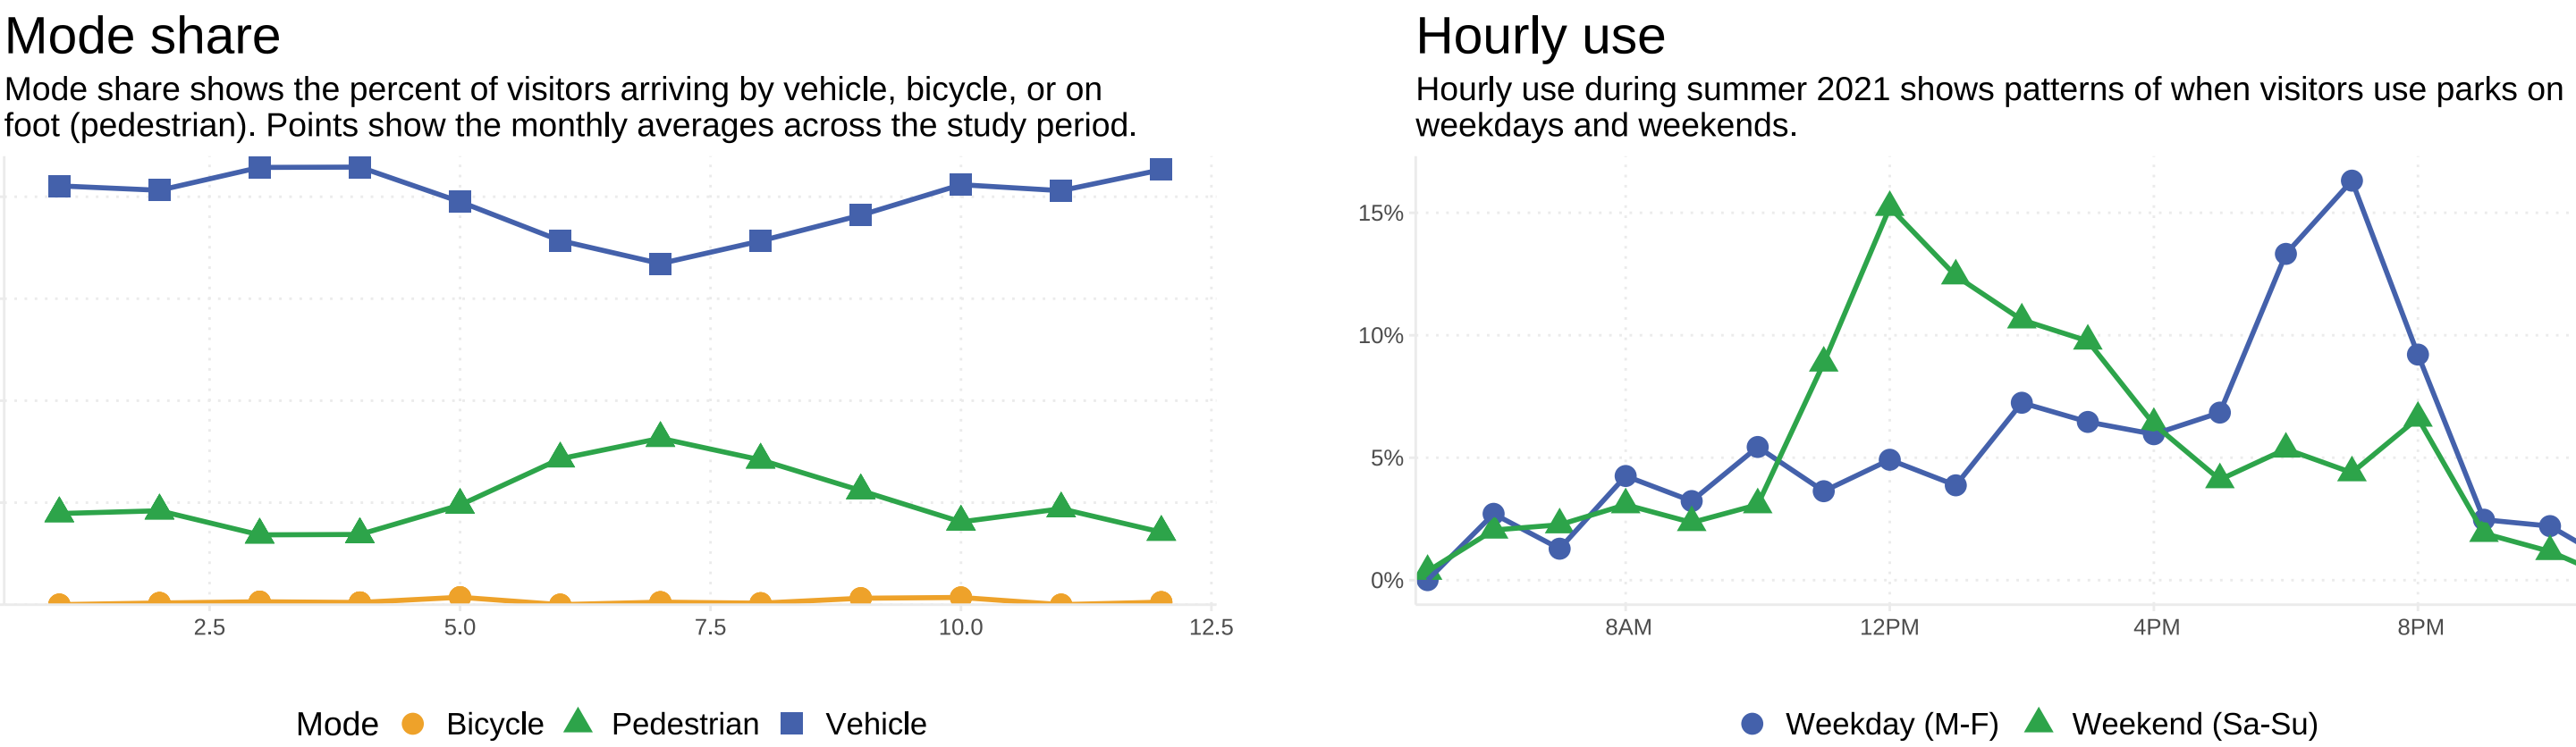 Mode share
Mode share shows the percent of visitors arriving by vehicle, bicycle, or on
foot (pedestrian). Points show the monthly averages across the study period.
2.5
5.0
7.5
10.0
12.5
Mode Bicycle Pedestrian Vehicle
Hourly use
Hourly use during summer 2021 shows patterns of when visitors use parks on
weekdays and weekends.
15%
10%
5%
0%
8AM
12PM
4PM
8PM
Weekday (M-F) Weekend (Sa-Su)